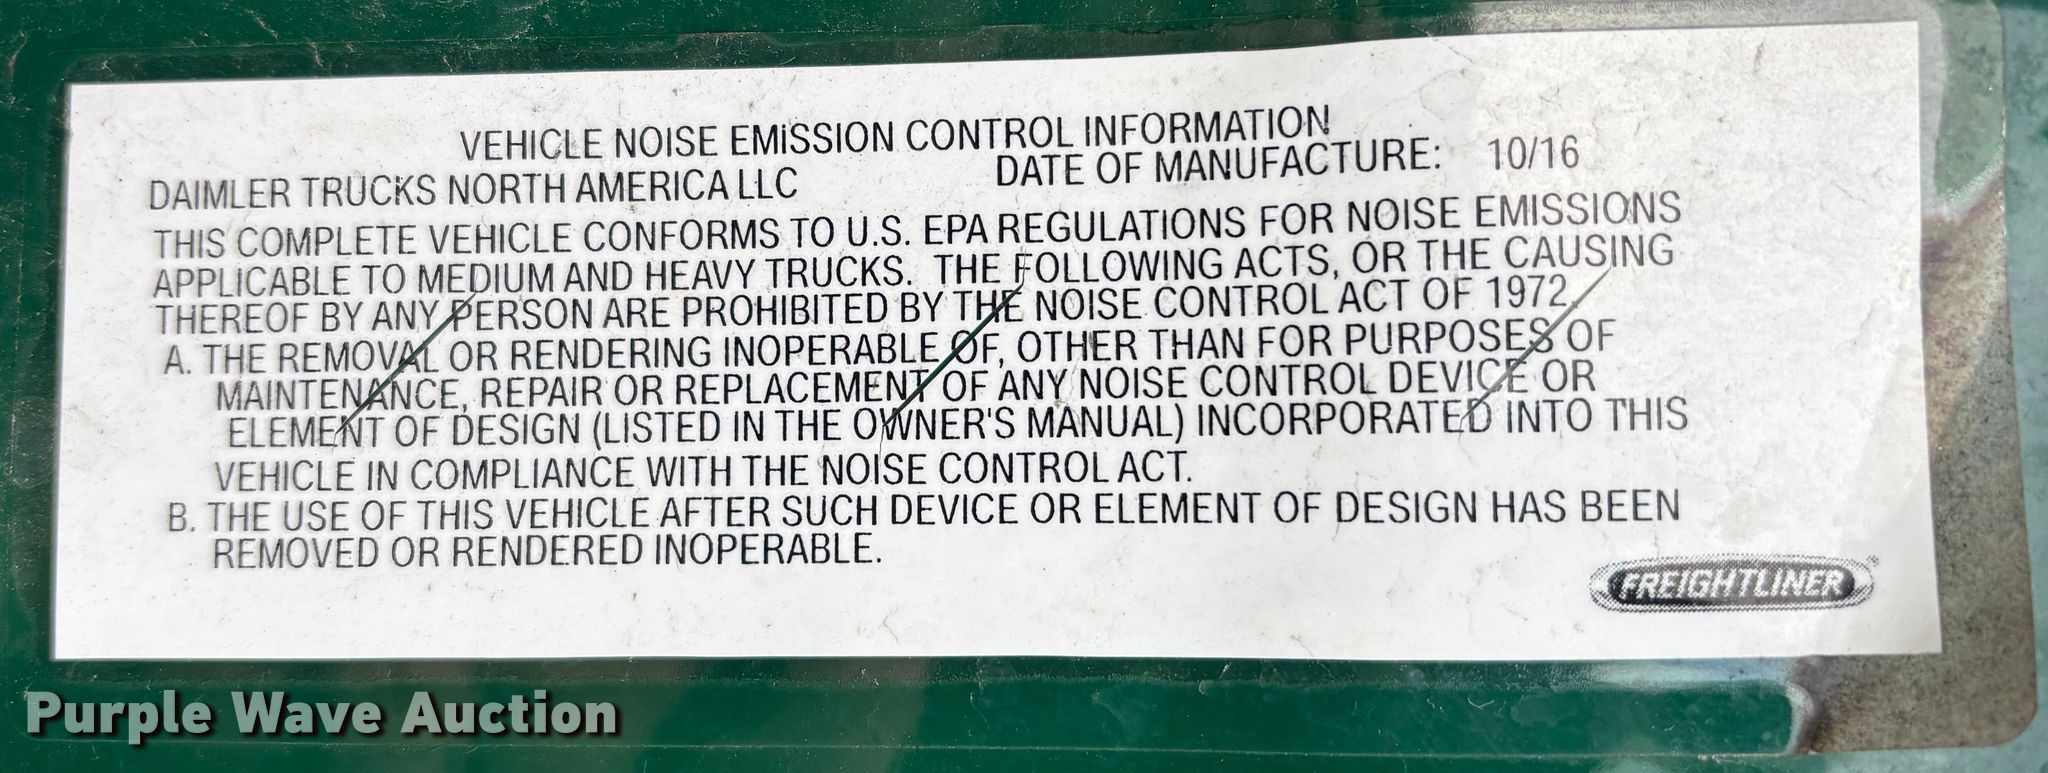 VEHICLE NOISE EMISSION CONTROL INFORMATION
DAIMLER TRUCKS NORTH AMERICA LLC DATE OF MANUFACTURE: 10/16
THIS COMPLETE VEHICLE CONFORMS TO U.S. EPA REGULATIONS FOR NOISE EMISSIONS
APPLICABLE TO MEDIUM AND HEAVY TRUCKS. THE FOLLOWING ACTS, OR THE CAUSING
THEREOF BY ANY PERSON ARE PROHIBITED BY THE NOISE CONTROL ACT OF 1972.
A. THE REMOVAL OR RENDERING INOPERABLE OF, OTHER THAN FOR PURPOSES OF
MAINTENANCE, REPAIR OR REPLACEMENT OF ANY NOISE CONTROL DEVICE OR
ELEMENT OF DESIGN (LISTED IN THE OWNER'S MANUAL) INCORPORATED INTO THIS
VEHICLE IN COMPLIANCE WITH THE NOISE CONTROL ACT.
B. THE USE OF THIS VEHICLE AFTER SUCH DEVICE OR ELEMENT OF DESIGN HAS BEEN
REMOVED OR RENDERED INOPERABLE.
FREIGHTLINER
Purple Wave Auction